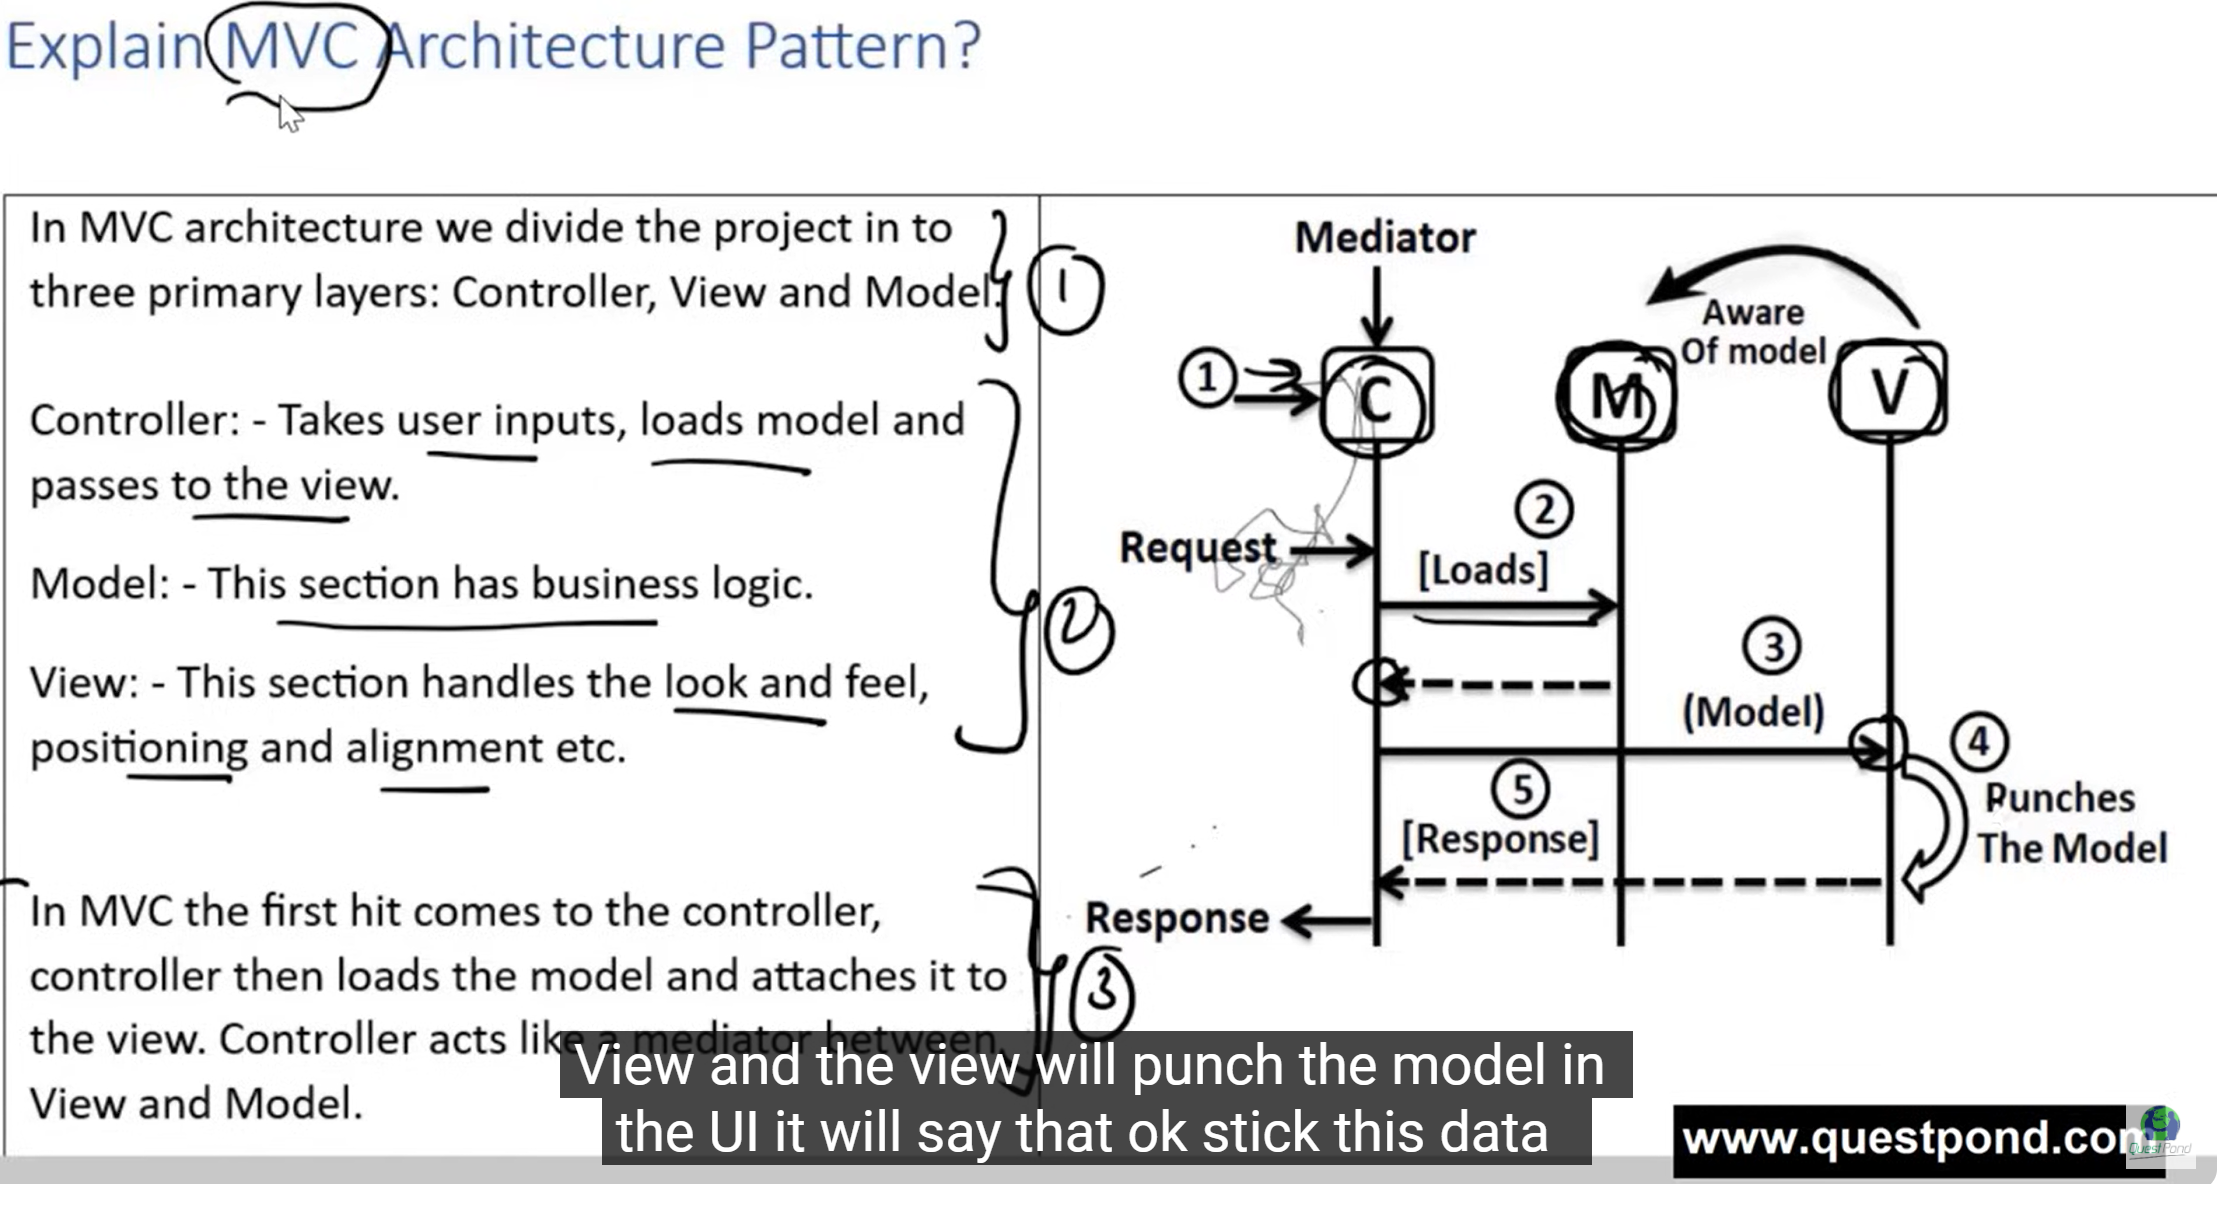 Explain MVC Architecture Pattern?
In MVC architecture we divide the project in to
three primary layers: Controller, View and Model.
1
Controller: - Takes user inputs, loads model and
passes to the view.
Model: - This section has business logic.
View: - This section handles the look and feel,
positioning and alignment etc.
2
In MVC the first hit comes to the controller,
controller then loads the model and attaches it to
the view. Controller acts like a mediator between
View and Model.
3
Mediator
1
C
M
V
Aware
Of model
Request
2
[Loads]
3
(Model)
4
Punches
The Model
5
[Response]
Response
View and the view will punch the model in
the UI it will say that ok stick this data
www.questpond.com
QuestPond